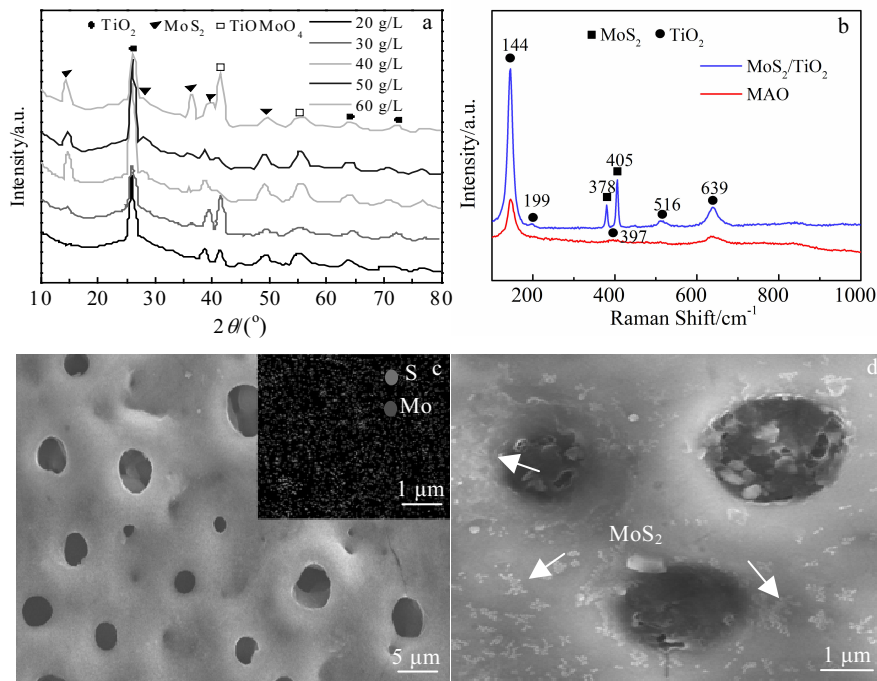 TiO2 MoS2 TiOMoO4 a
20 g/L
30 g/L
40 g/L
50 g/L
60 g/L
Intensity/a.u.
10 20 30 40 50 60 70 80
2θ/(o)
b
MoS2 TiO2
144
MoS2/TiO2
MAO
405
378
199
397
516
639
Intensity/a.u.
200 400 600 800 1000
Raman Shift/cm-1
c
S
Mo
1 μm
5 μm
d
MoS2
1 μm